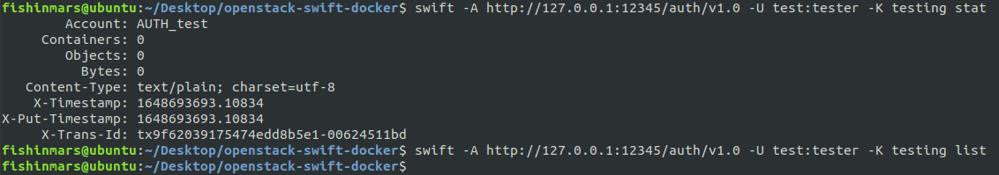 fishinmars@ubuntu:~/Desktop/openstack-swift-docker$ swift -A http://127.0.0.1:12345/auth/v1.0 -U test:tester -K testing stat
Account: AUTH_test
Containers: 0
Objects: 0
Bytes: 0
Content-Type: text/plain; charset=utf-8
X-Timestamp: 1648693693.10834
X-Put-Timestamp: 1648693693.10834
X-Trans-Id: tx9f62039175474edd8b5e1-00624511bd
fishinmars@ubuntu:~/Desktop/openstack-swift-docker$ swift -A http://127.0.0.1:12345/auth/v1.0 -U test:tester -K testing list
fishinmars@ubuntu:~/Desktop/openstack-swift-docker$